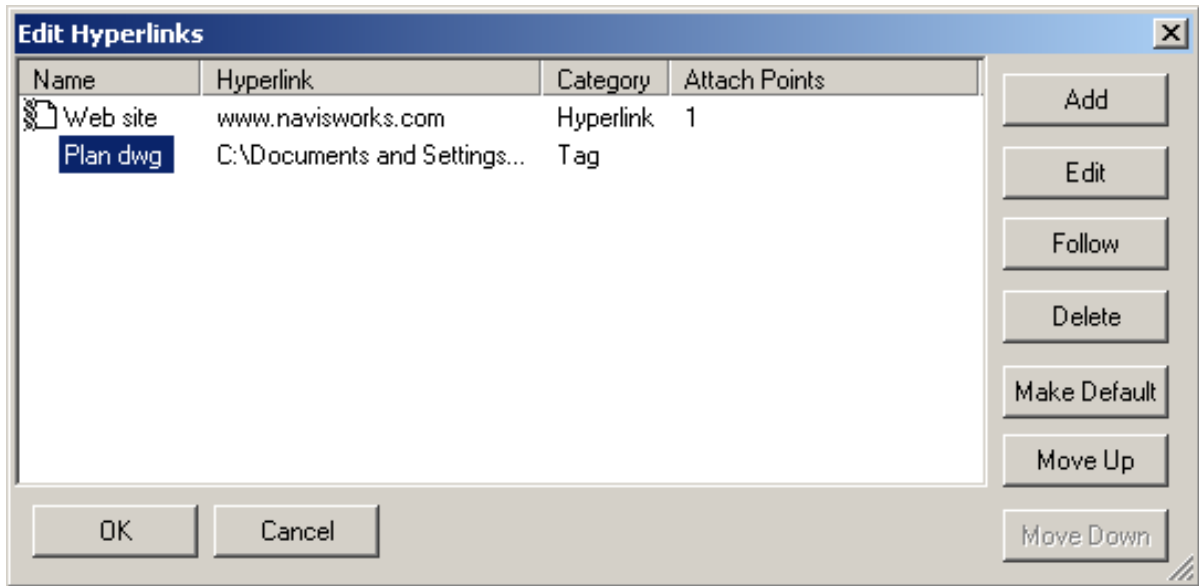 Edit Hyperlinks
Name Hyperlink Category Attach Points
Web site www.navisworks.com Hyperlink 1
Plan dwg C:\Documents and Settings... Tag
Add
Edit
Follow
Delete
Make Default
Move Up
Move Down
OK Cancel